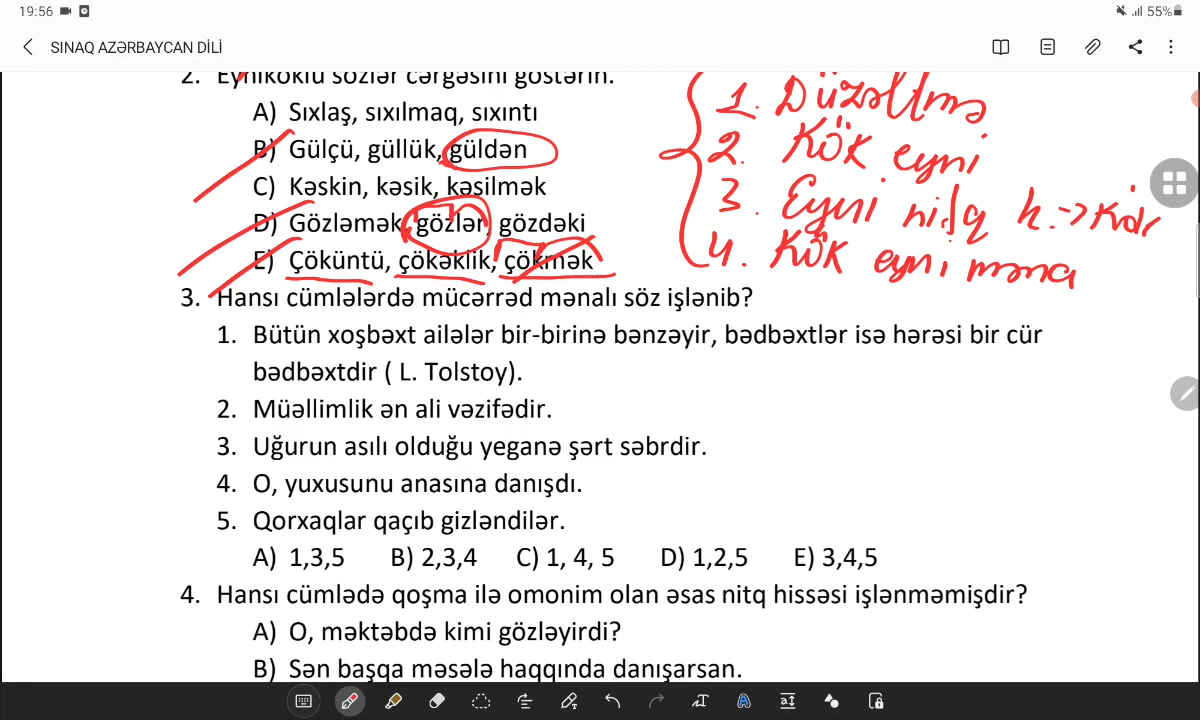 19:56 55%
SINAQ AZƏRBAYCAN DİLİ
2. Eyniköklü sözlər cərgəsini göstərin.
A) Sıxlaş, sıxılmaq, sıxıntı
B) Gülçü, güllük, güldən
C) Kəskin, kəsik, kəsilmək
D) Gözləmək, gözlər, gözdəki
E) Çöküntü, çökəklik, çökmək
1. Düzəltmə
2. Kök eyni
3. Eyni nitq h. →
4. Kök eyni məna
3. Hansı cümlələrdə mücərrəd mənalı söz işlənib?
1. Bütün xoşbəxt ailələr bir-birinə bənzəyir, bədbəxtlər isə hərəsi bir cür
bədbəxtdir ( L. Tolstoy).
2. Müəllimlik ən ali vəzifədir.
3. Uğurun asılı olduğu yeganə şərt səbrdir.
4. O, yuxusunu anasına danışdı.
5. Qorxaqlar qaçıb gizləndilər.
A) 1,3,5 B) 2,3,4 C) 1, 4, 5 D) 1,2,5 E) 3,4,5
4. Hansı cümlədə qoşma ilə omonim olan əsas nitq hissəsi işlənməmişdir?
A) O, məktəbdə kimi gözləyirdi?
B) Sən başqa məsələ haqqında danışarsan.